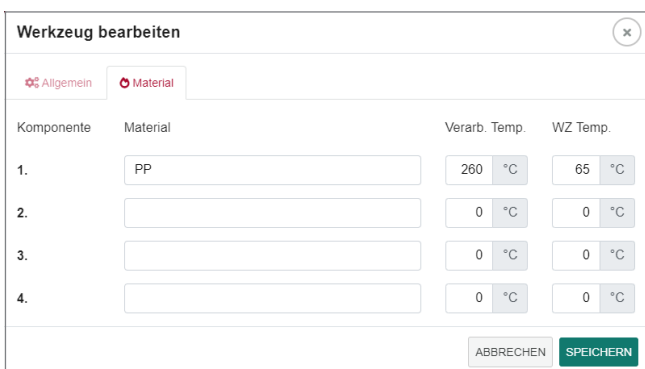 Werkzeug bearbeiten
Allgemein Material
Komponente Material Verarb. Temp. WZ Temp.
1. PP 260 °C 65 °C
2. 0 °C 0 °C
3. 0 °C 0 °C
4. 0 °C 0 °C
ABBRECHEN SPEICHERN